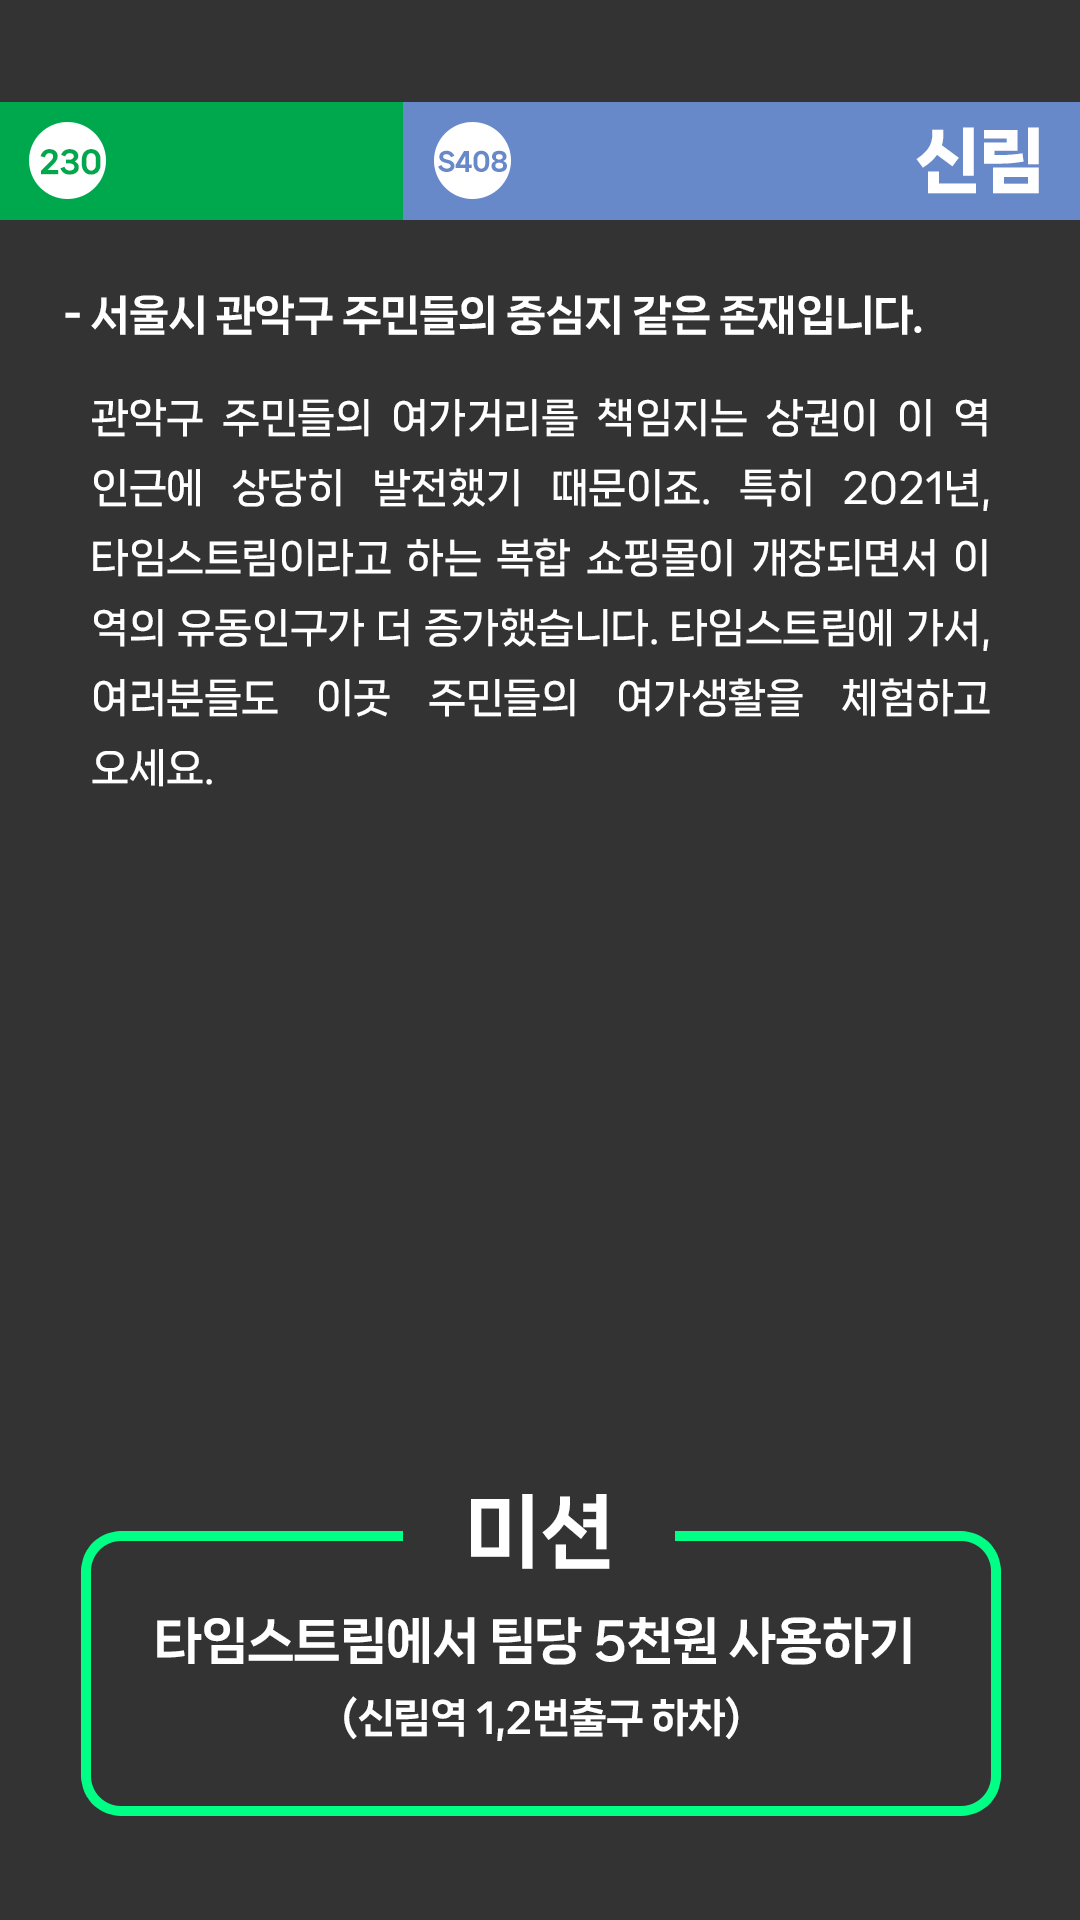 230 S408 신림
- 서울시 관악구 주민들의 중심지 같은 존재입니다.
관악구 주민들의 여가거리를 책임지는 상권이 이 역
인근에 상당히 발전했기 때문이죠. 특히 2021년,
타임스트림이라고 하는 복합 쇼핑몰이 개장되면서 이
역의 유동인구가 더 증가했습니다. 타임스트림에 가서,
여러분들도 이곳 주민들의 여가생활을 체험하고
오세요.
미션
타임스트림에서 팀당 5천원 사용하기
(신림역 1,2번출구 하차)